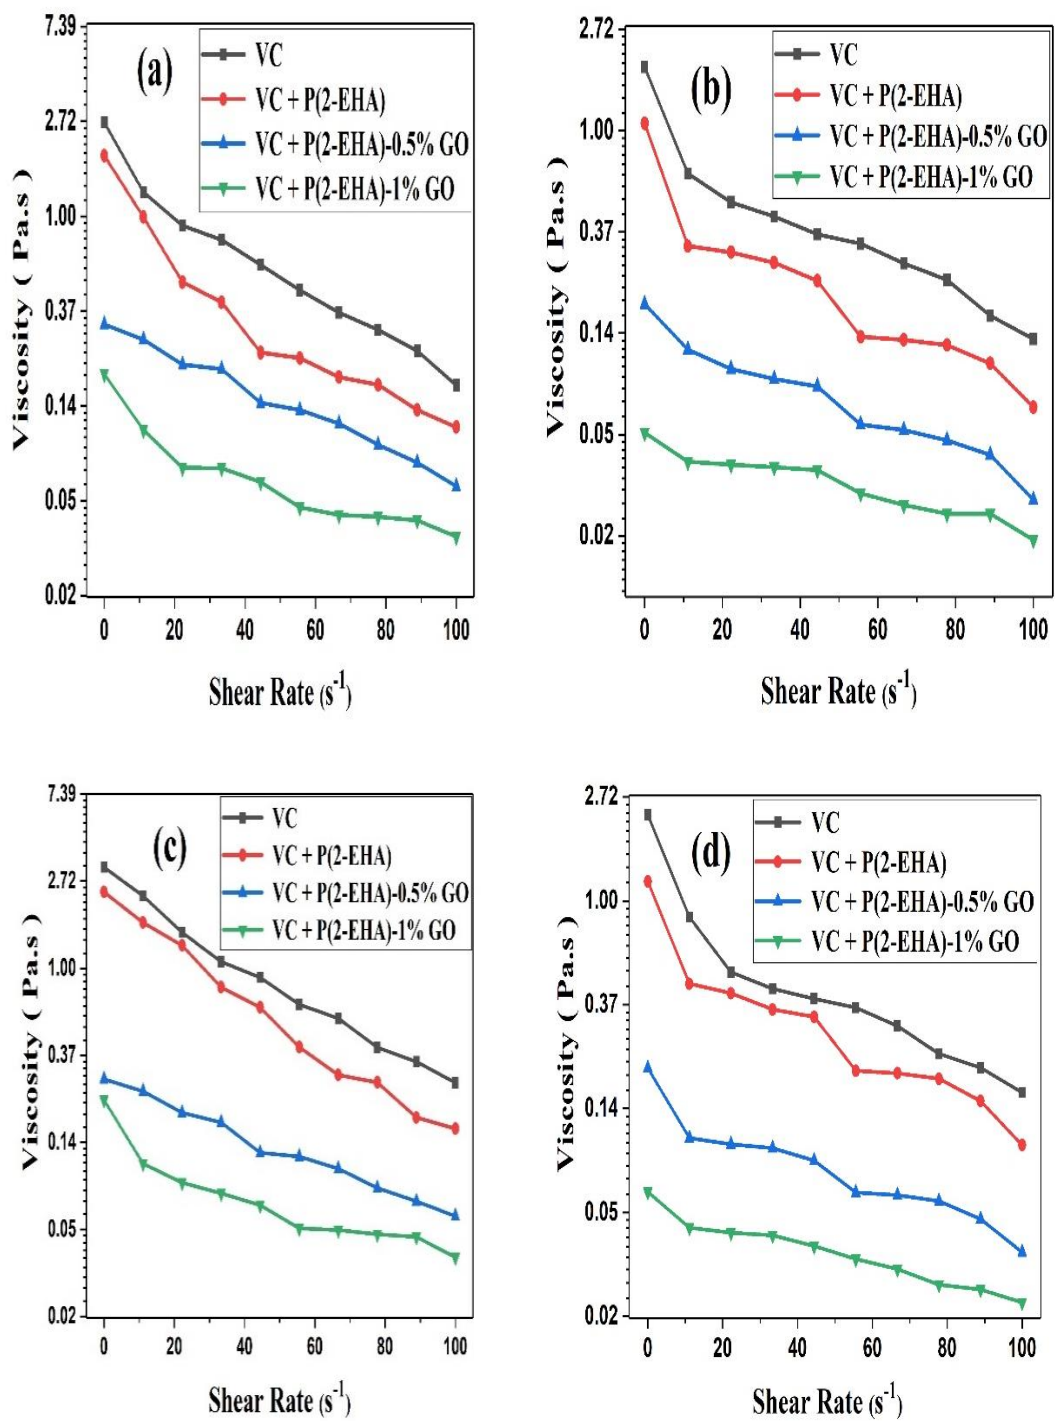 (a)
VC
VC + P(2-EHA)
VC + P(2-EHA)-0.5% GO
VC + P(2-EHA)-1% GO
7.39
2.72
1.00
0.37
0.14
0.05
0.02
Viscosity ( Pa.s )
0 20 40 60 80 100
Shear Rate (s-1)
(b)
VC
VC + P(2-EHA)
VC + P(2-EHA)-0.5% GO
VC + P(2-EHA)-1% GO
2.72
1.00
0.37
0.14
0.05
0.02
Viscosity ( Pa.s )
0 20 40 60 80 100
Shear Rate (s-1)
(c)
VC
VC + P(2-EHA)
VC + P(2-EHA)-0.5% GO
VC + P(2-EHA)-1% GO
7.39
2.72
1.00
0.37
0.14
0.05
0.02
Viscosity ( Pa.s )
0 20 40 60 80 100
Shear Rate (s-1)
(d)
VC
VC + P(2-EHA)
VC + P(2-EHA)-0.5% GO
VC + P(2-EHA)-1% GO
2.72
1.00
0.37
0.14
0.05
0.02
Viscosity ( Pa.s )
0 20 40 60 80 100
Shear Rate (s-1)